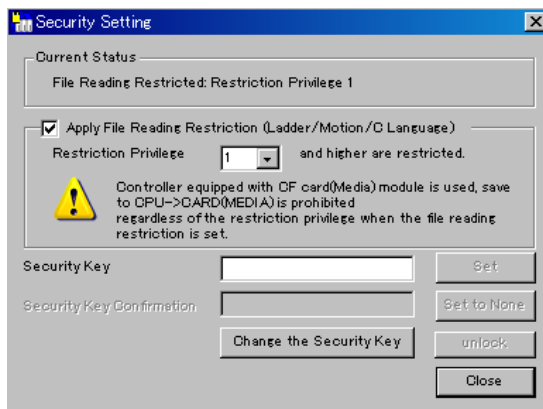 Security Setting
Current Status
File Reading Restricted: Restriction Privilege 1
Apply File Reading Restriction (Ladder/Motion/C Language)
Restriction Privilege 1 and higher are restricted.
Controller equipped with CF card(Media) module is used, save
to CPU->CARD(MEDIA) is prohibited
regardless of the restriction privilege when the file reading
restriction is set.
Security Key Set
Security Key Confirmation Set to None
Change the Security Key unlock
Close